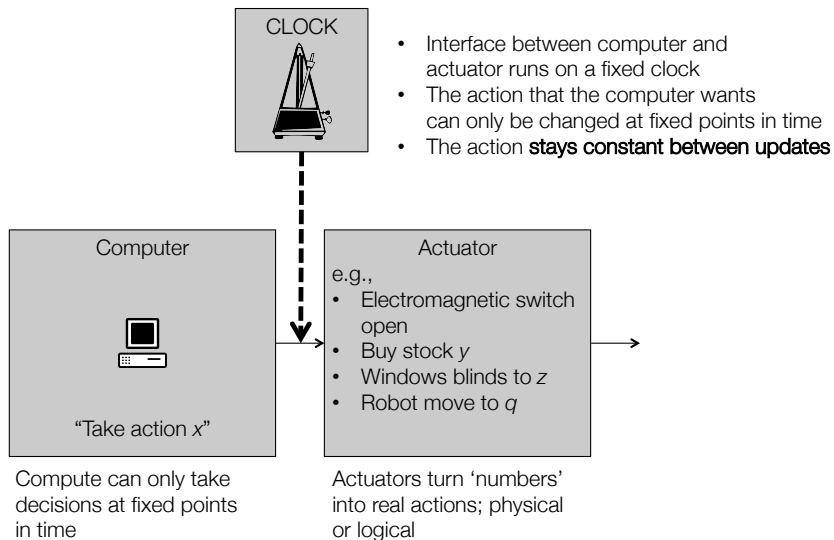 CLOCK
• Interface between computer and
actuator runs on a fixed clock
• The action that the computer wants
can only be changed at fixed points in time
• The action stays constant between updates
Computer
"Take action x"
Compute can only take
decisions at fixed points
in time
Actuator
e.g.,
• Electromagnetic switch
open
• Buy stock y
• Windows blinds to z
• Robot move to q
Actuators turn 'numbers'
into real actions; physical
or logical